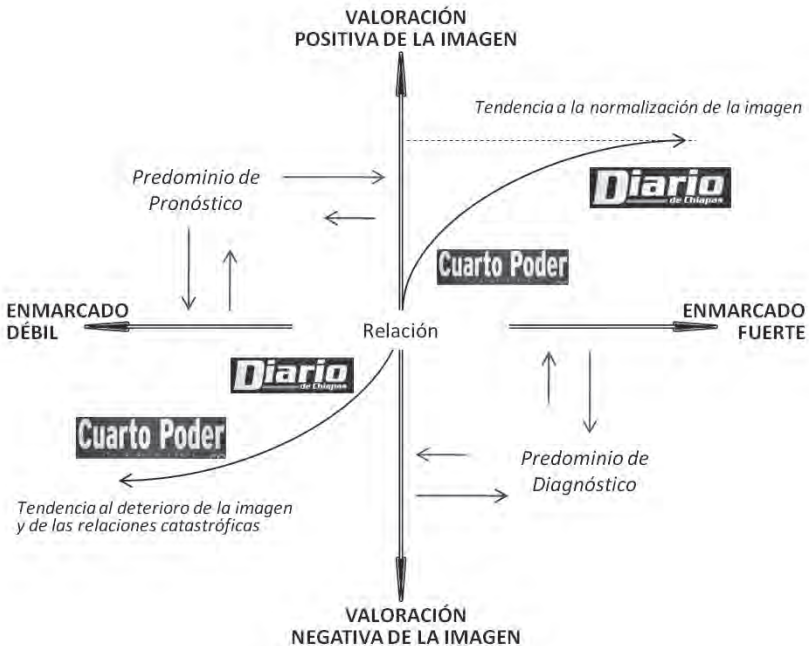 VALORACIÓN
POSITIVA DE LA IMAGEN
Tendencia a la normalización de la imagen
Predominio de
Pronóstico
Diario
de Chiapas
Cuarto Poder
ENMARCADO
DÉBIL
Relación
ENMARCADO
FUERTE
Diario
de Chiapas
Cuarto Poder
Predominio de
Diagnóstico
Tendencia al deterioro de la imagen
y de las relaciones catastróficas
VALORACIÓN
NEGATIVA DE LA IMAGEN